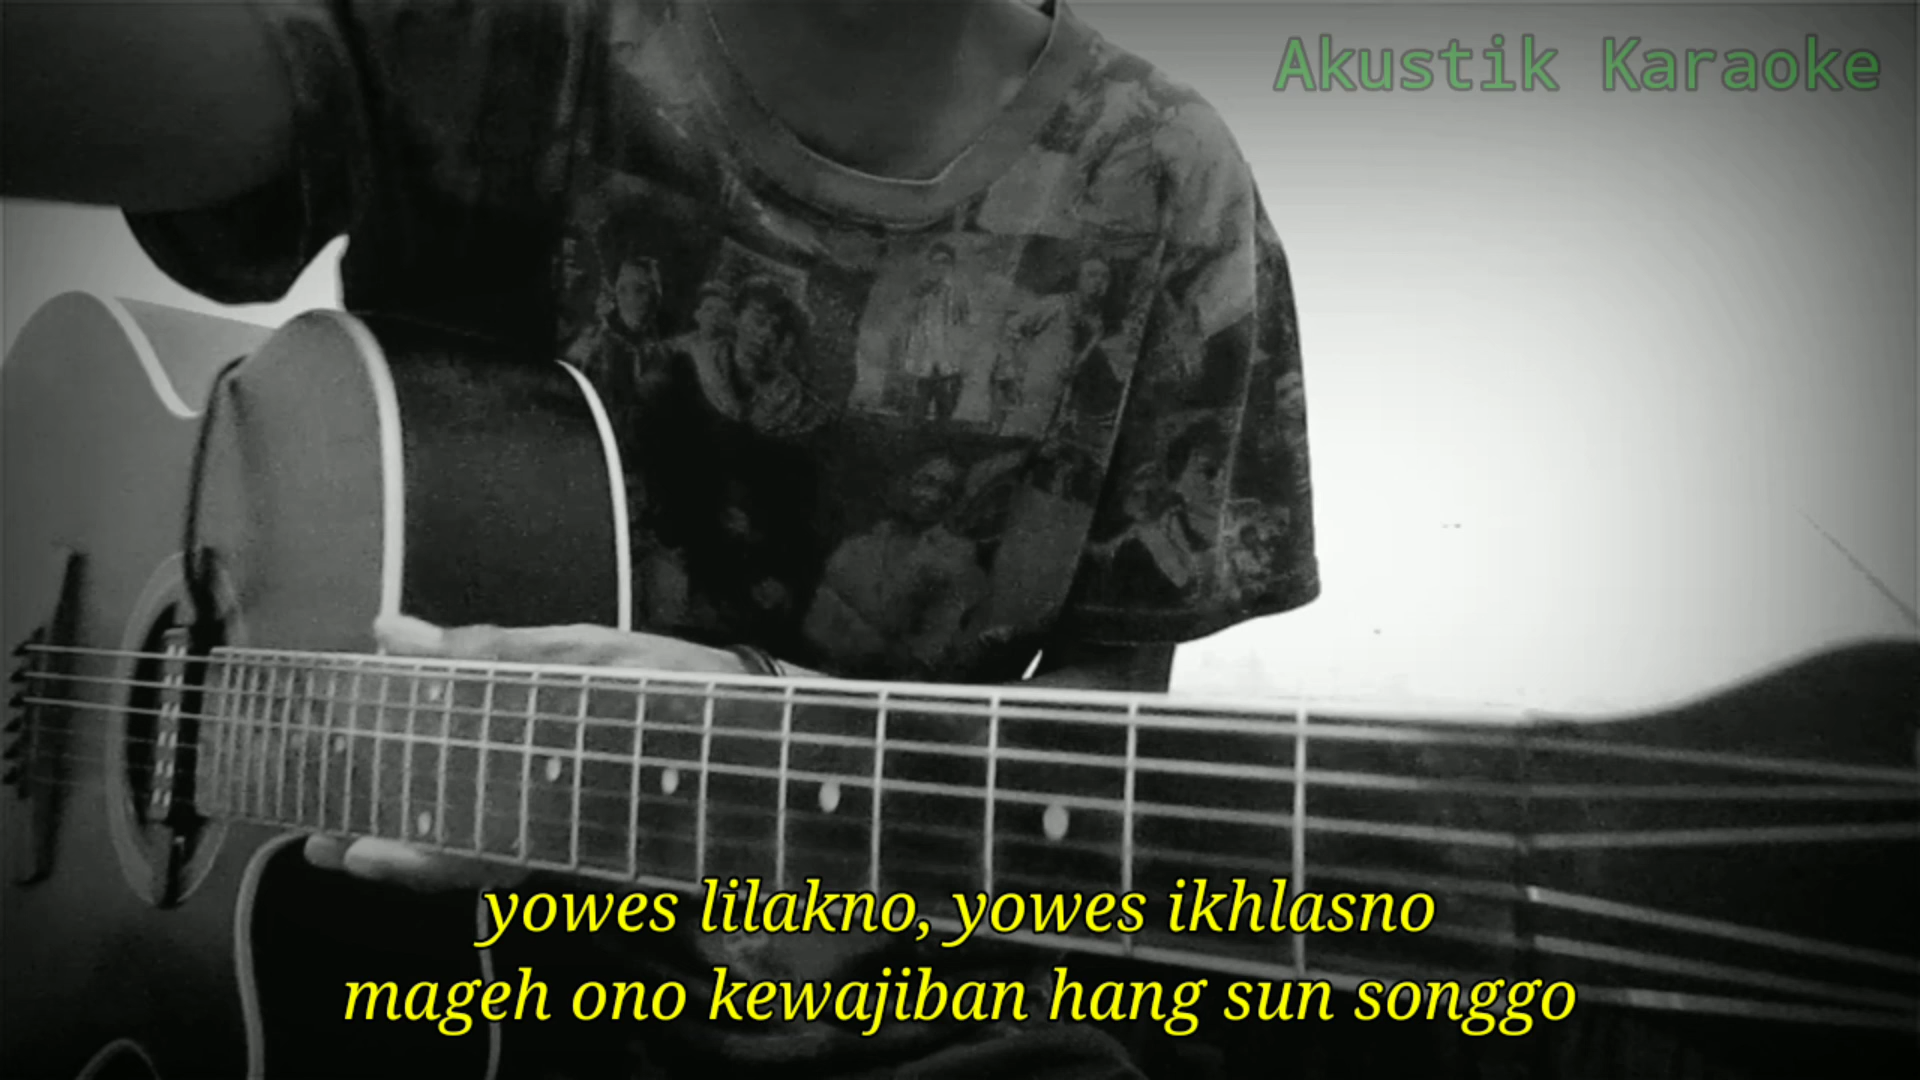 Akustik Karaoke
yowes lilakno, yowes ikhlasno
mageh ono kewajiban hang sun songgo